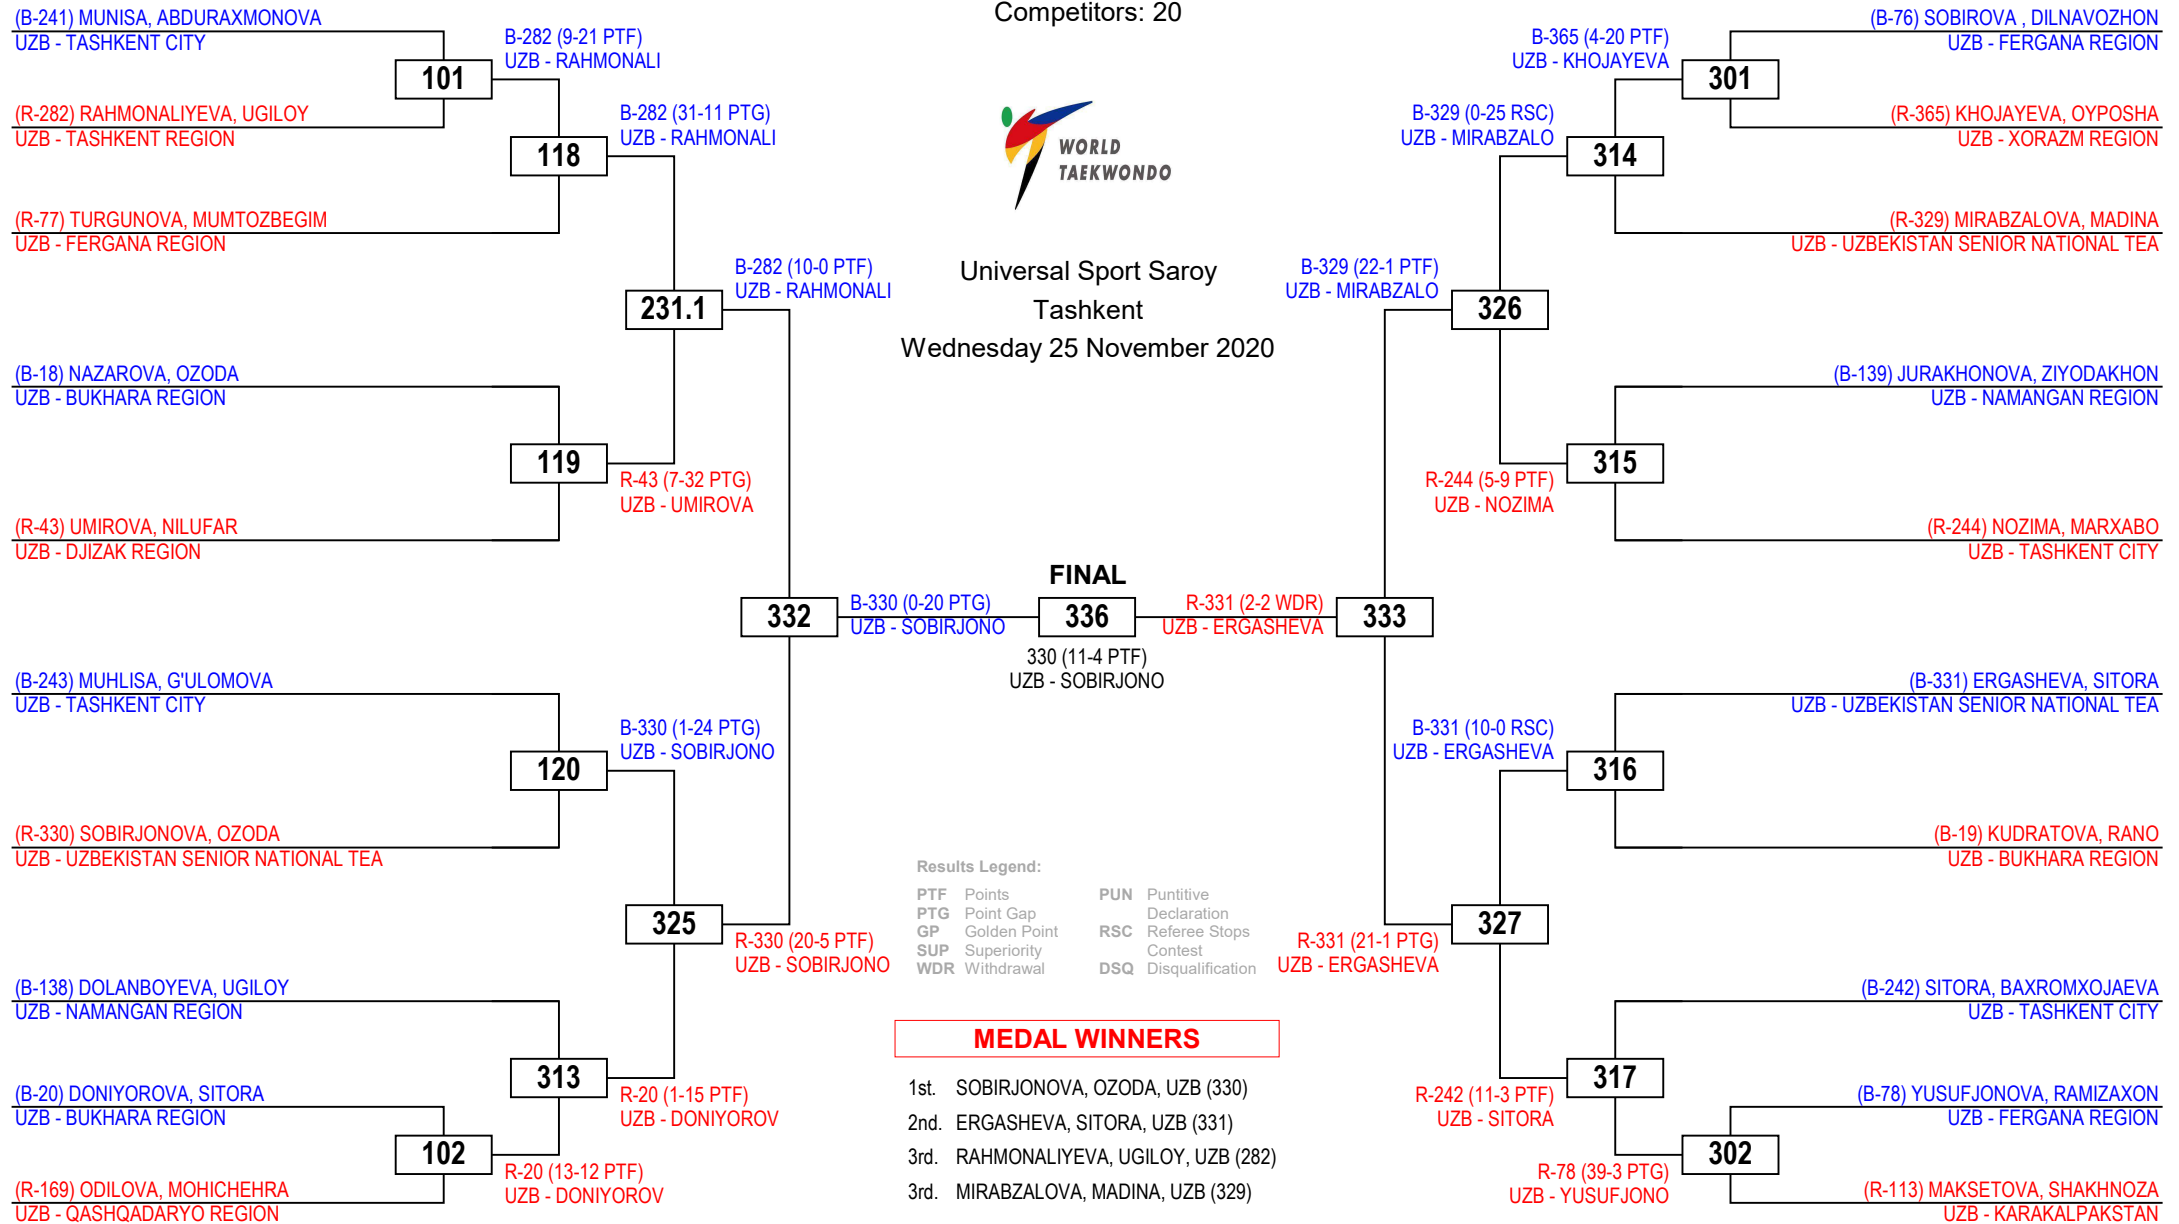 Competitors: 20
WORLD
TAEKWONDO
Universal Sport Saroy
Tashkent
Wednesday 25 November 2020
(B-241) MUNISA, ABDURAXMONOVA
UZB - TASHKENT CITY
101
(R-282) RAHMONALIYEVA, UGILOY
UZB - TASHKENT REGION
B-282 (9-21 PTF)
UZB - RAHMONALI
118
(R-77) TURGUNOVA, MUMTOZBEGIM
UZB - FERGANA REGION
B-282 (31-11 PTG)
UZB - RAHMONALI
231.1
B-282 (10-0 PTF)
UZB - RAHMONALI
(B-18) NAZAROVA, OZODA
UZB - BUKHARA REGION
119
(R-43) UMIROVA, NILUFAR
UZB - DJIZAK REGION
R-43 (7-32 PTG)
UZB - UMIROVA
332
B-330 (0-20 PTG)
UZB - SOBIRJONO
(B-243) MUHLISA, G'ULOMOVA
UZB - TASHKENT CITY
120
(R-330) SOBIRJONOVA, OZODA
UZB - UZBEKISTAN SENIOR NATIONAL TEA
B-330 (1-24 PTG)
UZB - SOBIRJONO
325
R-330 (20-5 PTF)
UZB - SOBIRJONO
(B-138) DOLANBOYEVA, UGILOY
UZB - NAMANGAN REGION
313
R-20 (1-15 PTF)
UZB - DONIYOROV
(B-20) DONIYOROVA, SITORA
UZB - BUKHARA REGION
102
(R-169) ODILOVA, MOHICHEHRA
UZB - QASHQADARYO REGION
R-20 (13-12 PTF)
UZB - DONIYOROV
FINAL
336
330 (11-4 PTF)
UZB - SOBIRJONO
(B-76) SOBIROVA , DILNAVOZHON
UZB - FERGANA REGION
301
(R-365) KHOJAYEVA, OYPOSHA
UZB - XORAZM REGION
B-365 (4-20 PTF)
UZB - KHOJAYEVA
314
(R-329) MIRABZALOVA, MADINA
UZB - UZBEKISTAN SENIOR NATIONAL TEA
B-329 (0-25 RSC)
UZB - MIRABZALO
326
B-329 (22-1 PTF)
UZB - MIRABZALO
(B-139) JURAKHONOVA, ZIYODAKHON
UZB - NAMANGAN REGION
315
(R-244) NOZIMA, MARXABO
UZB - TASHKENT CITY
R-244 (5-9 PTF)
UZB - NOZIMA
333
R-331 (2-2 WDR)
UZB - ERGASHEVA
(B-331) ERGASHEVA, SITORA
UZB - UZBEKISTAN SENIOR NATIONAL TEA
316
(B-19) KUDRATOVA, RANO
UZB - BUKHARA REGION
B-331 (10-0 RSC)
UZB - ERGASHEVA
327
R-331 (21-1 PTG)
UZB - ERGASHEVA
(B-242) SITORA, BAXROMXOJAEVA
UZB - TASHKENT CITY
317
R-242 (11-3 PTF)
UZB - SITORA
(B-78) YUSUFJONOVA, RAMIZAXON
UZB - FERGANA REGION
302
(R-113) MAKSETOVA, SHAKHNOZA
UZB - KARAKALPAKSTAN
R-78 (39-3 PTG)
UZB - YUSUFJONO
Results Legend:
PTF Points
PTG Point Gap
GP Golden Point
SUP Superiority
WDR Withdrawal
PUN Puntitive
Declaration
RSC Referee Stops
Contest
DSQ Disqualification
MEDAL WINNERS
1st. SOBIRJONOVA, OZODA, UZB (330)
2nd. ERGASHEVA, SITORA, UZB (331)
3rd. RAHMONALIYEVA, UGILOY, UZB (282)
3rd. MIRABZALOVA, MADINA, UZB (329)